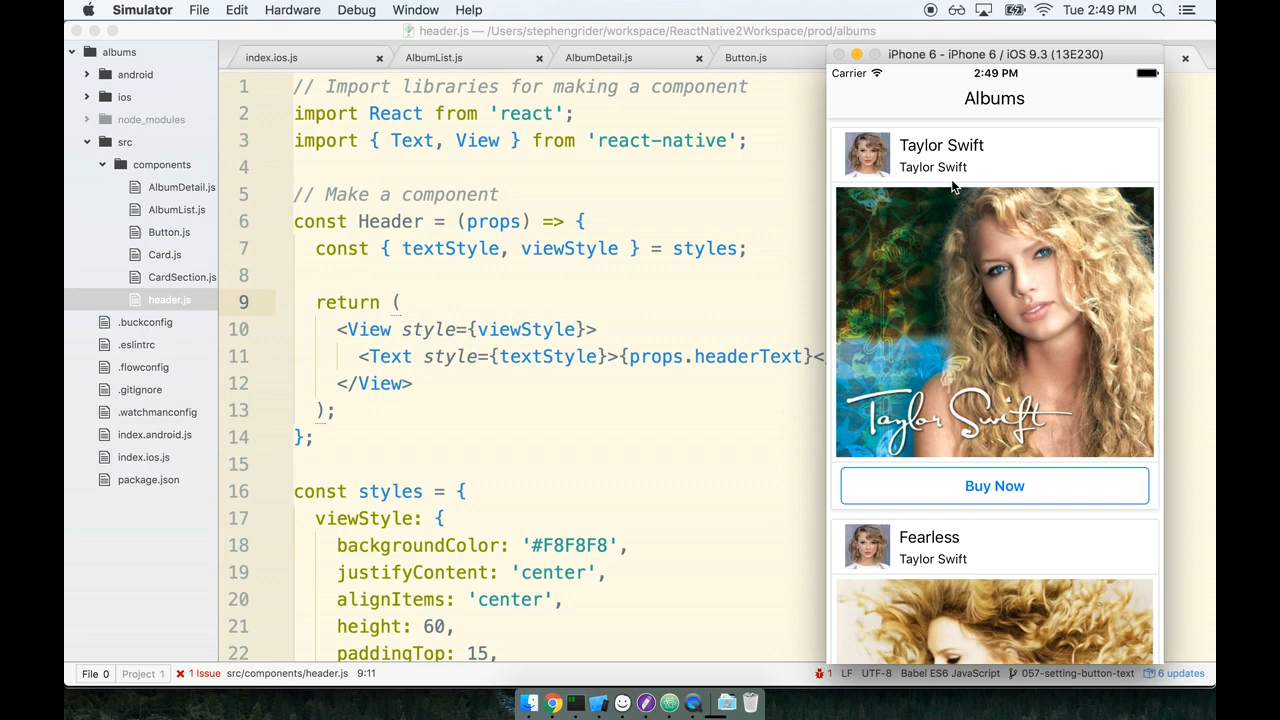 Simulator File Edit Hardware Debug Window Help Tue 2:49 PM
header.js — /Users/stephengrider/workspace/ReactNative2Workspace/prod/albums
albums
android
ios
node_modules
src
components
AlbumDetail.js
AlbumList.js
Button.js
Card.js
CardSection.js
header.js
.buckconfig
.eslintrc
.flowconfig
.gitignore
.watchmanconfig
index.android.js
index.ios.js
package.json
index.ios.js AlbumList.js AlbumDetail.js Button.js
1 // Import libraries for making a component
2 import React from 'react';
3 import { Text, View } from 'react-native';
4
5 // Make a component
6 const Header = (props) => {
7 const { textStyle, viewStyle } = styles;
8
9 return (
10 <View style={viewStyle}>
11 <Text style={textStyle}>{props.headerText}<
12 </View>
13 );
14 };
15
16 const styles = {
17 viewStyle: {
18 backgroundColor: '#F8F8F8',
19 justifyContent: 'center',
20 alignItems: 'center',
21 height: 60,
22 paddingTop: 15,
iPhone 6 - iPhone 6 / iOS 9.3 (13E230)
Carrier 2:49 PM
Albums
Taylor Swift
Taylor Swift
Taylor Swift
Buy Now
Fearless
Taylor Swift
File 0 Project 1 1 Issue src/components/header.js 9:11 1 LF UTF-8 Babel ES6 JavaScript 057-setting-button-text 6 updates